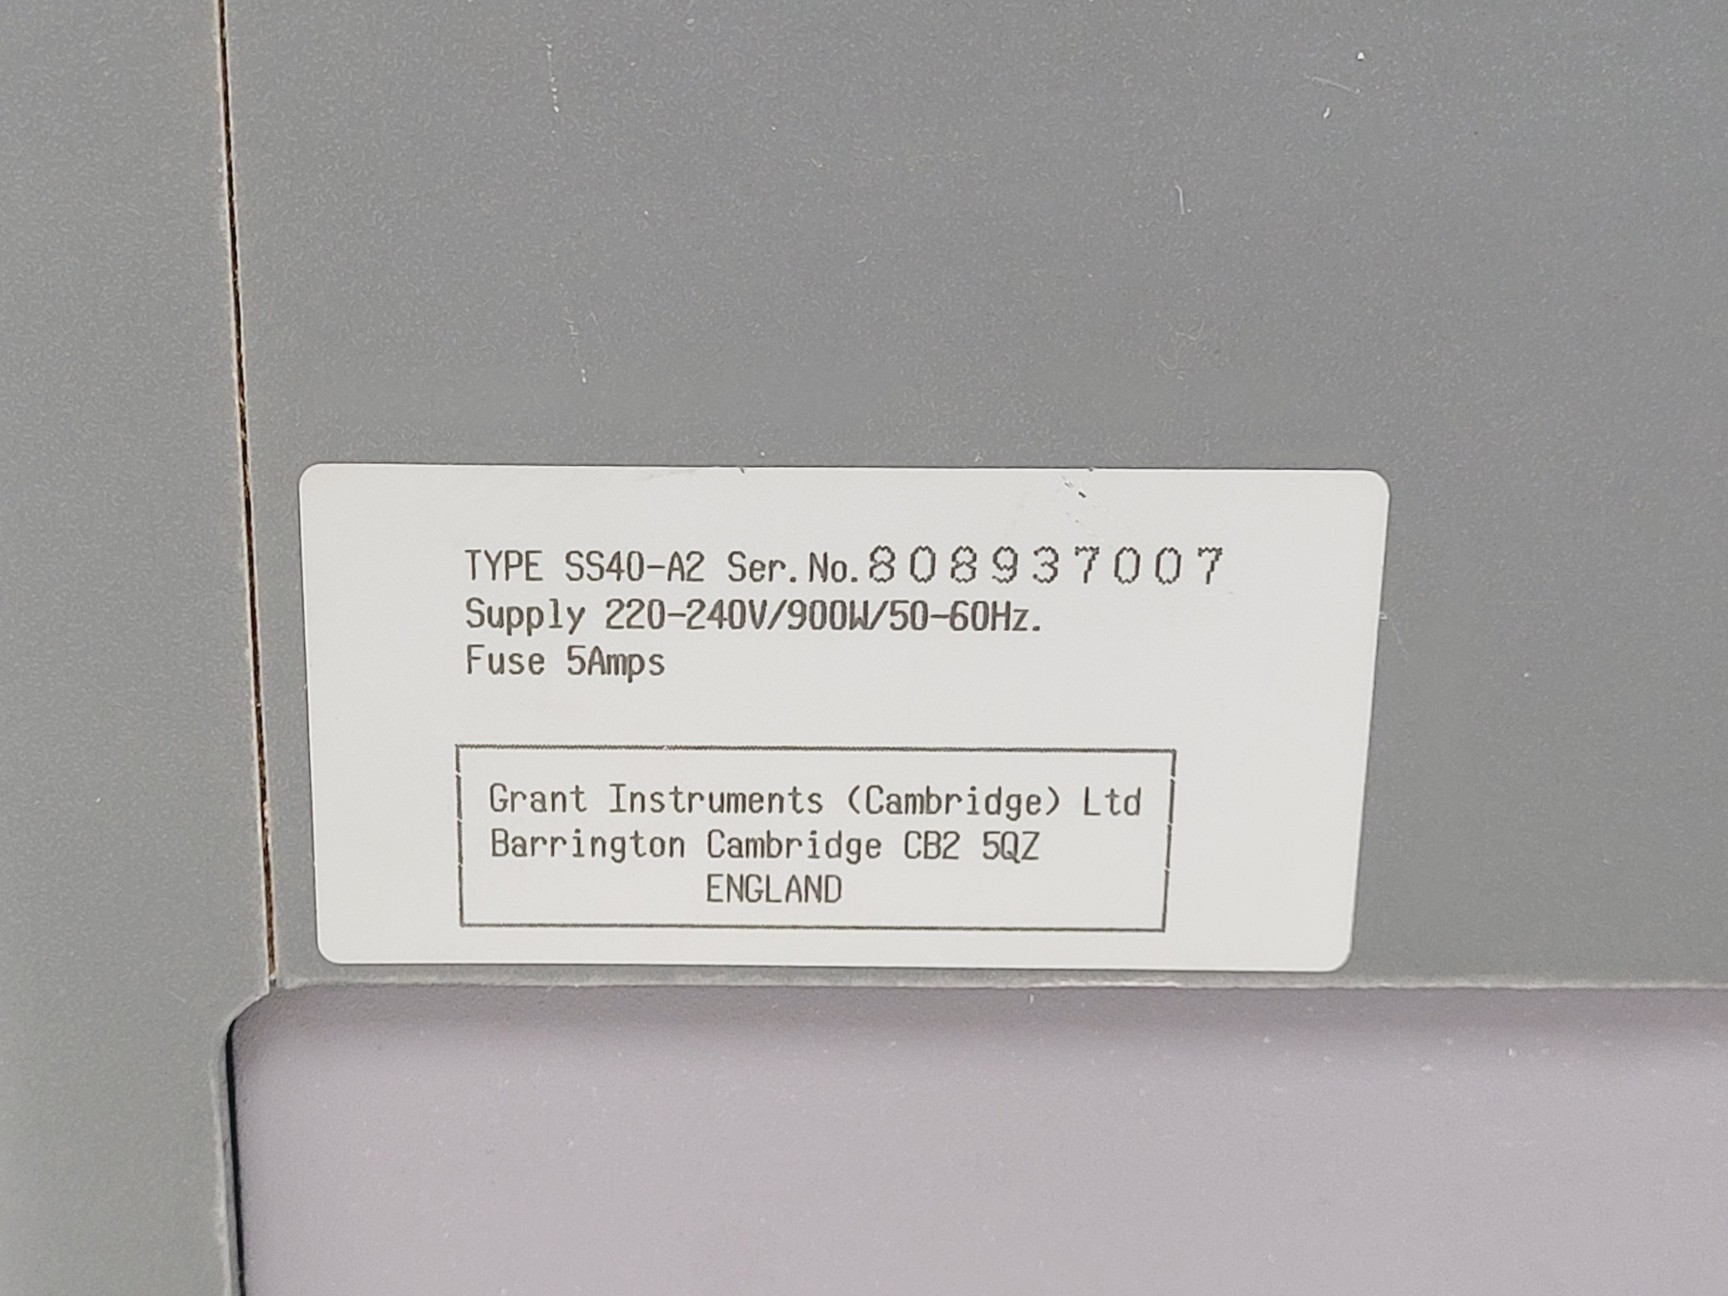 TYPE SS40-A2 Ser. No. 808937007
Supply 220-240V/900W/50-60Hz.
Fuse 5Amps
Grant Instruments (Cambridge) Ltd
Barrington Cambridge CB2 5QZ
ENGLAND